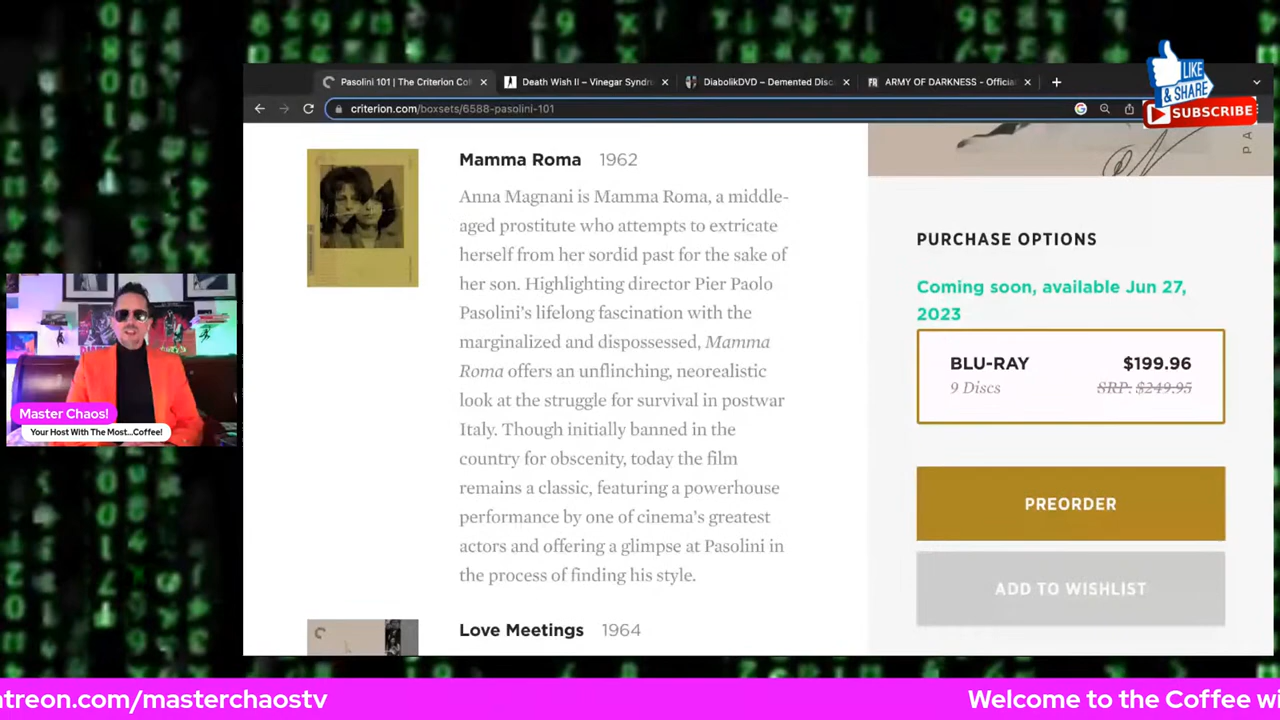 Pasolini 101 | The Criterion Co
Death Wish II – Vinegar Syndr
DiabolikDVD – Demented Disc
ARMY OF DARKNESS - Officia
criterion.com/boxsets/6588-pasolini-101
LIKE
& SHARE
SUBSCRIBE
Mamma Roma 1962
Anna Magnani is Mamma Roma, a middle-
aged prostitute who attempts to extricate
herself from her sordid past for the sake of
her son. Highlighting director Pier Paolo
Pasolini's lifelong fascination with the
marginalized and dispossessed, Mamma
Roma offers an unflinching, neorealistic
look at the struggle for survival in postwar
Italy. Though initially banned in the
country for obscenity, today the film
remains a classic, featuring a powerhouse
performance by one of cinema's greatest
actors and offering a glimpse at Pasolini in
the process of finding his style.
Love Meetings 1964
P A
PURCHASE OPTIONS
Coming soon, available Jun 27,
2023
BLU-RAY $199.96
9 Discs SRP: $249.95
PREORDER
ADD TO WISHLIST
Master Chaos!
Your Host With The Most...Coffee!
atreon.com/masterchaostv
Welcome to the Coffee wi